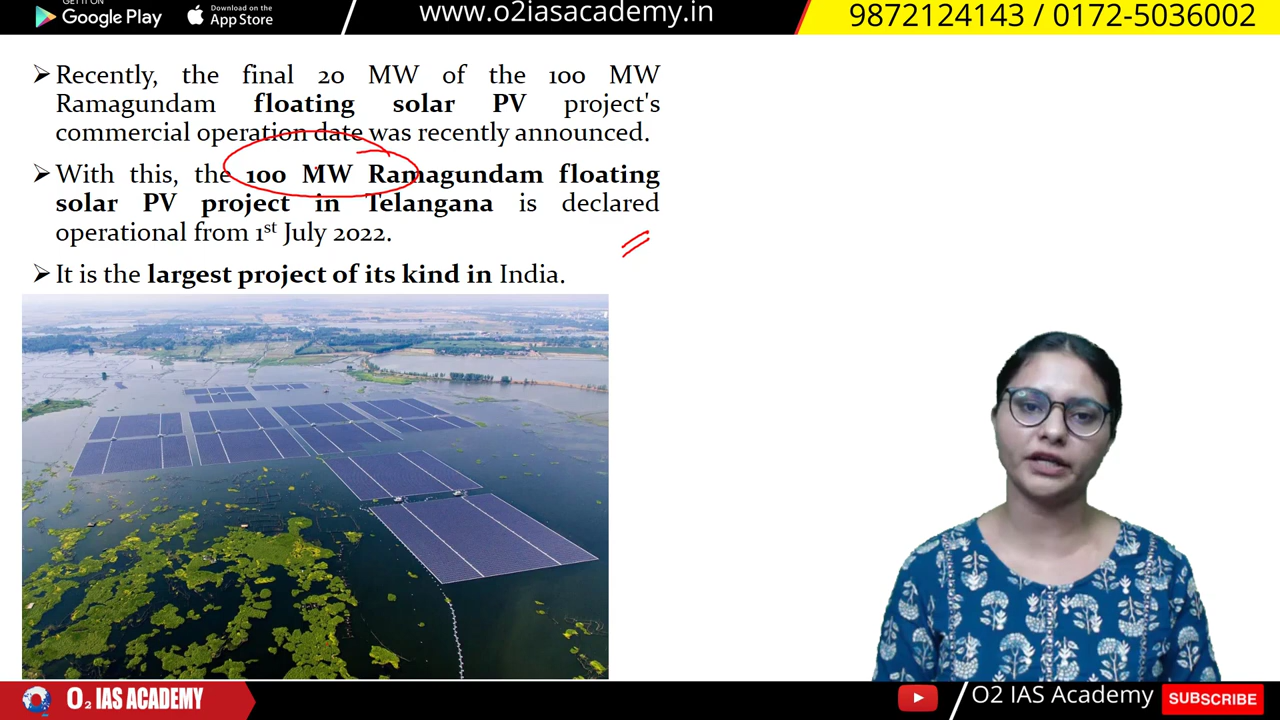 GET IT ON
Google Play
Download on the
App Store
www.o2iasacademy.in
9872124143 / 0172-5036002
➢ Recently, the final 20 MW of the 100 MW
Ramagundam floating solar PV project's
commercial operation date was recently announced.
➢ With this, the 100 MW Ramagundam floating
solar PV project in Telangana is declared
operational from 1st July 2022.
➢ It is the largest project of its kind in India.
O2 IAS ACADEMY
O2 IAS Academy
SUBSCRIBE